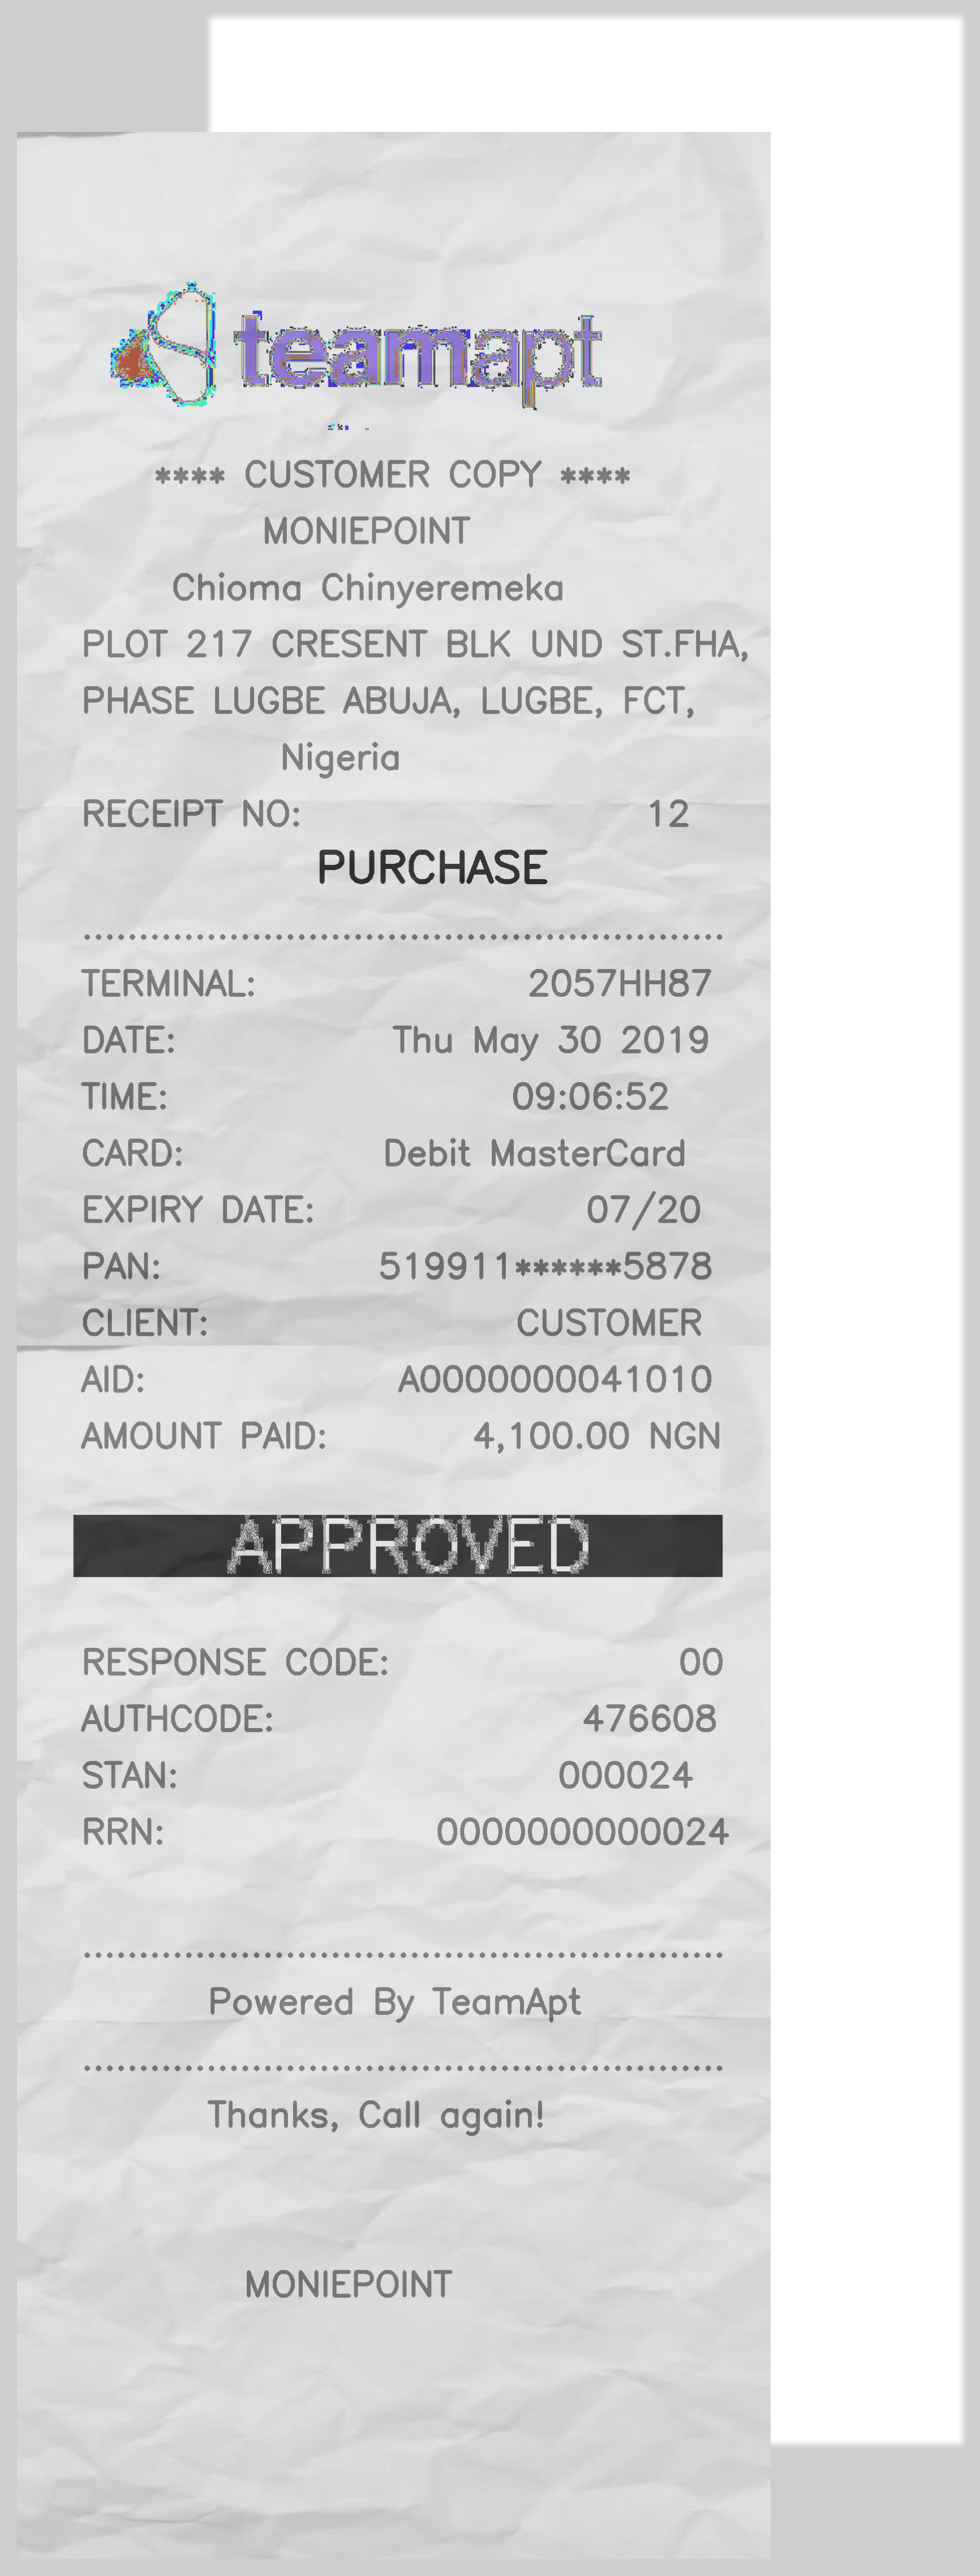 teamapt
**** CUSTOMER COPY ****
MONIEPOINT
Chioma Chinyeremeka
PLOT 217 CRESENT BLK UND ST.FHA,
PHASE LUGBE ABUJA, LUGBE, FCT,
Nigeria
RECEIPT NO: 12
PURCHASE
TERMINAL: 2057HH87
DATE: Thu May 30 2019
TIME: 09:06:52
CARD: Debit MasterCard
EXPIRY DATE: 07/20
PAN: 519911******5878
CLIENT: CUSTOMER
AID: A0000000041010
AMOUNT PAID: 4,100.00 NGN
APPROVED
RESPONSE CODE: 00
AUTHCODE: 476608
STAN: 000024
RRN: 0000000000024
Powered By TeamApt
Thanks, Call again!
MONIEPOINT